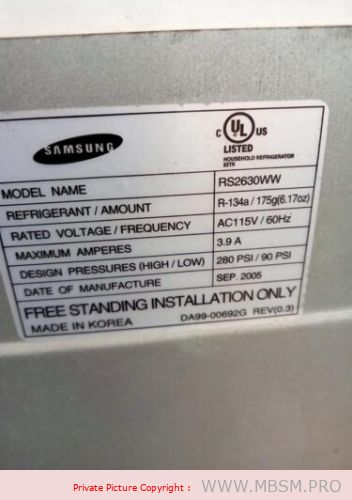 SAMSUNG
C UL US
LISTED
HOUSEHOLD REFRIGERATOR
85TK
MODEL NAME RS2630WW
REFRIGERANT / AMOUNT R-134a / 175g(6.17oz)
RATED VOLTAGE / FREQUENCY AC115V / 60Hz
MAXIMUM AMPERES 3.9 A
DESIGN PRESSURES (HIGH / LOW) 280 PSI / 90 PSI
DATE OF MANUFACTURE SEP. 2005
FREE STANDING INSTALLATION ONLY
MADE IN KOREA DA99-00692G REV(0.3)
Private Picture Copyright : WWW.MBSM.PRO